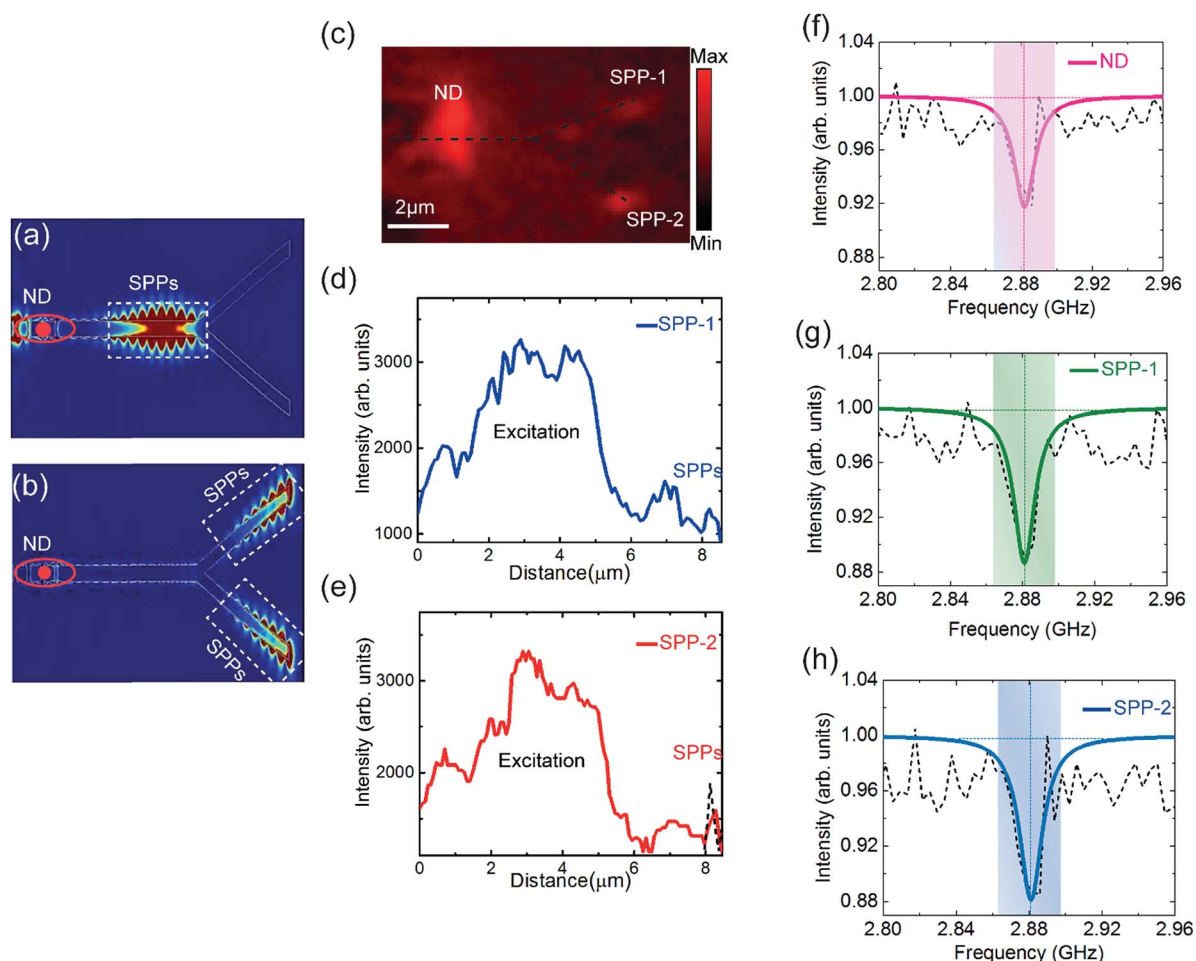 (a)
ND
SPPs
(b)
ND
SPPs
SPPs
(c)
ND
SPP-1
SPP-2
2μm
Max
Min
(d)
SPP-1
Excitation
SPPs
Intensity (arb. units)
3000
2000
1000
0 2 4 6 8
Distance(μm)
(e)
SPP-2
Excitation
SPPs
Intensity (arb. units)
3000
2000
0 2 4 6 8
Distance(μm)
(f)
ND
Intensity (arb. units)
1.04
1.00
0.96
0.92
0.88
2.80 2.84 2.88 2.92 2.96
Frequency (GHz)
(g)
SPP-1
Intensity (arb. units)
1.04
1.00
0.96
0.92
0.88
2.80 2.84 2.88 2.92 2.96
Frequency (GHz)
(h)
SPP-2
Intensity (arb. units)
1.04
1.00
0.96
0.92
0.88
2.80 2.84 2.88 2.92 2.96
Frequency (GHz)